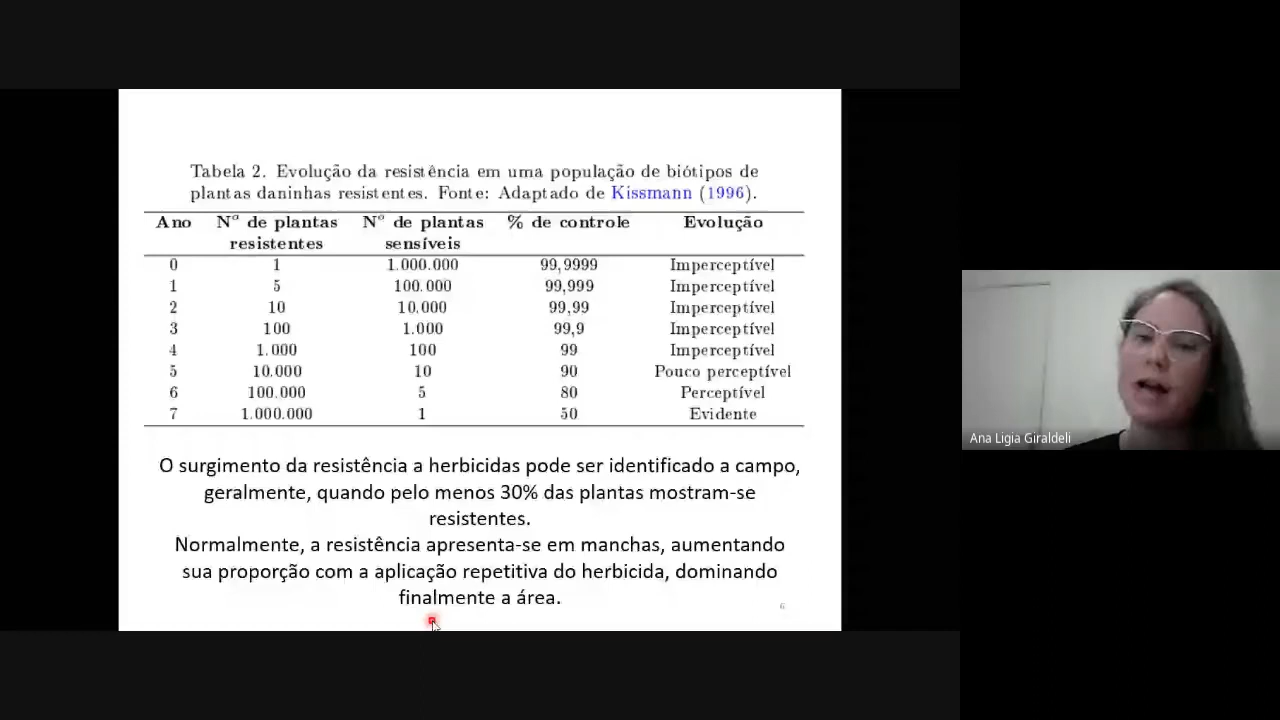 Tabela 2. Evolução da resistência em uma população de biótipos de
plantas daninhas resistentes. Fonte: Adaptado de Kissmann (1996).
Ano Nº de plantas resistentes Nº de plantas sensíveis % de controle Evolução
0 1 1.000.000 99,9999 Imperceptível
1 5 100.000 99,999 Imperceptível
2 10 10.000 99,99 Imperceptível
3 100 1.000 99,9 Imperceptível
4 1.000 100 99 Imperceptível
5 10.000 10 90 Pouco perceptível
6 100.000 5 80 Perceptível
7 1.000.000 1 50 Evidente
O surgimento da resistência a herbicidas pode ser identificado a campo,
geralmente, quando pelo menos 30% das plantas mostram-se
resistentes.
Normalmente, a resistência apresenta-se em manchas, aumentando
sua proporção com a aplicação repetitiva do herbicida, dominando
finalmente a área.
6
Ana Ligia Giraldeli